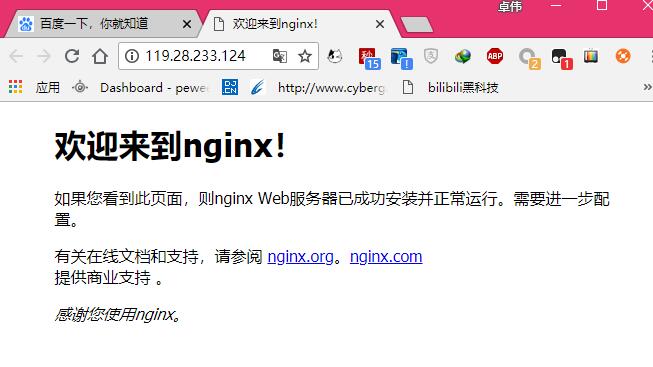 卓伟
百度一下，你就知道
欢迎来到nginx！
119.28.233.124
秒
15
!
支
ABP
2
1
应用
Dashboard - pewe
DJ
CN
http://www.cyberg
bilibili黑科技
欢迎来到nginx！
如果您看到此页面，则nginx Web服务器已成功安装并正常运行。需要进一步配
置。
有关在线文档和支持，请参阅 nginx.org。nginx.com
提供商业支持 。
感谢您使用nginx。